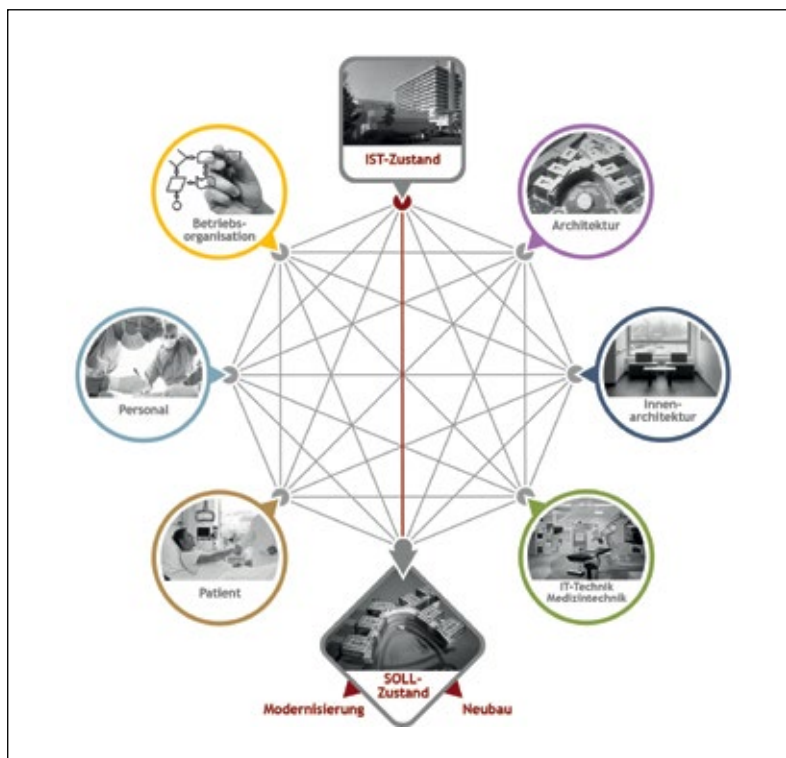 IST-Zustand
Betriebs-
organisation
Architektur
Personal
Innen-
architektur
Patient
IT-Technik
Medizintechnik
SOLL-
Zustand
Modernisierung
Neubau